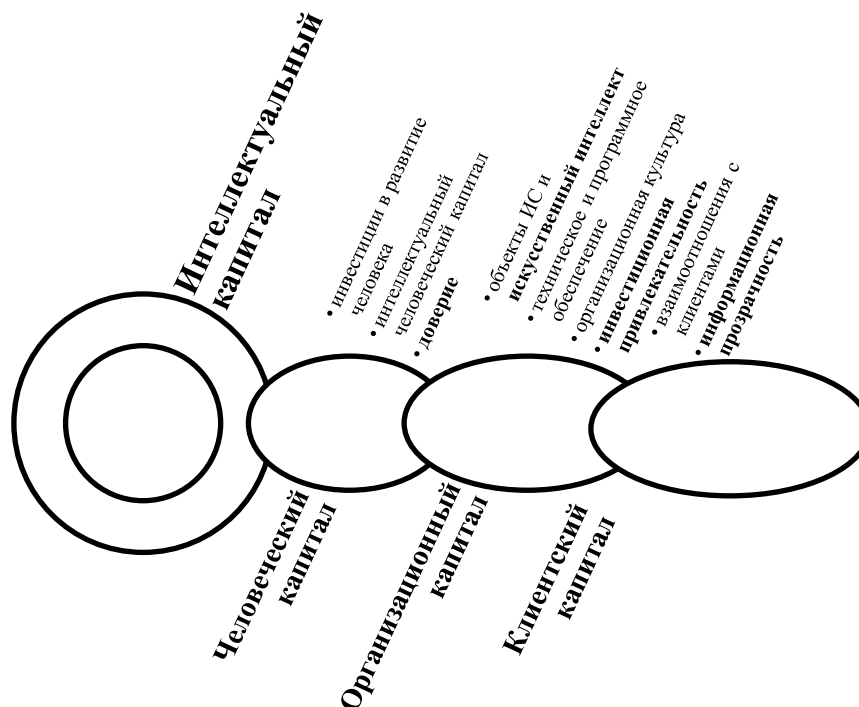 Интеллектуальный
капитал
• инвестиции в развитие
человека
• интеллектуальный
человеческий капитал
• доверие
• объекты ИС и
искусственный интеллект
• техническое и программное
обеспечение
• организационная культура
• инвестиционная
привлекательность
• взаимоотношения с
клиентами
• информационная
прозрачность
Человеческий
капитал
Организационный
капитал
Клиентский
капитал